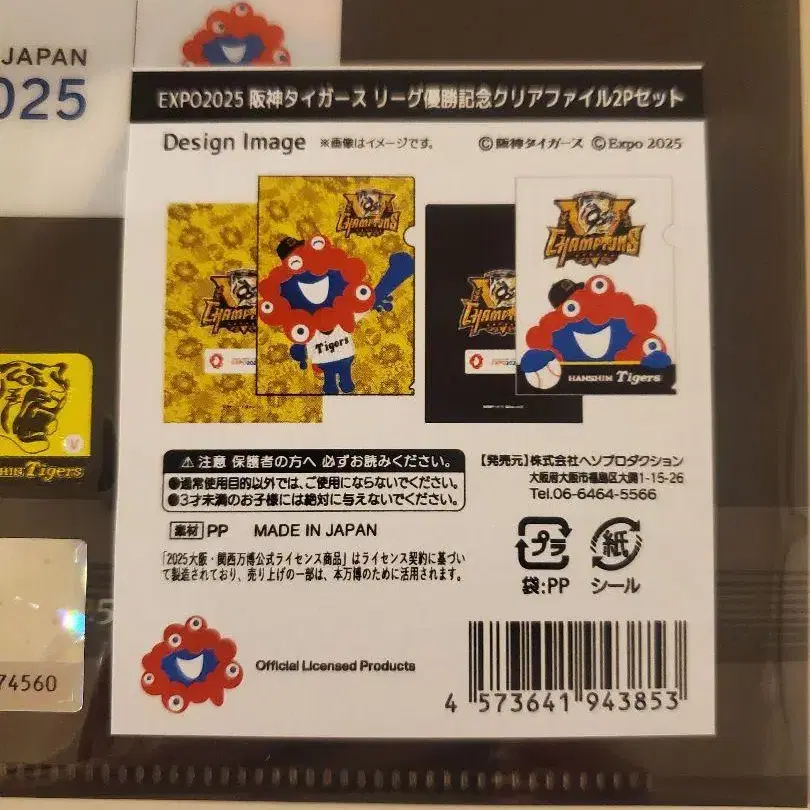 JAPAN
025
EXPO2025 阪神タイガース リーグ優勝記念クリアファイル2Pセット
Design Image ※画像はイメージです。 ©阪神タイガース ©Expo 2025
CHAMPIONS
CHAMPIONS
Tigers
HANSHIN Tigers
HIN Tigers
⚠注意 保護者の方へ 必ずお読みください。
●通常使用目的以外では、ご使用にならないでください。
●3才未満のお子様には絶対に与えないでください。
【発売元】株式会社ヘソプロダクション
大阪府大阪市福島区大開1-15-26
Tel.06-6464-5566
素材 PP MADE IN JAPAN
「2025大阪・関西万博公式ライセンス商品」はライセンス契約に基づい
て製造されており、売り上げの一部は、本万博のために活用されます。
プラ 紙
袋:PP シール
74560
Official Licensed Products
4 573641 943853